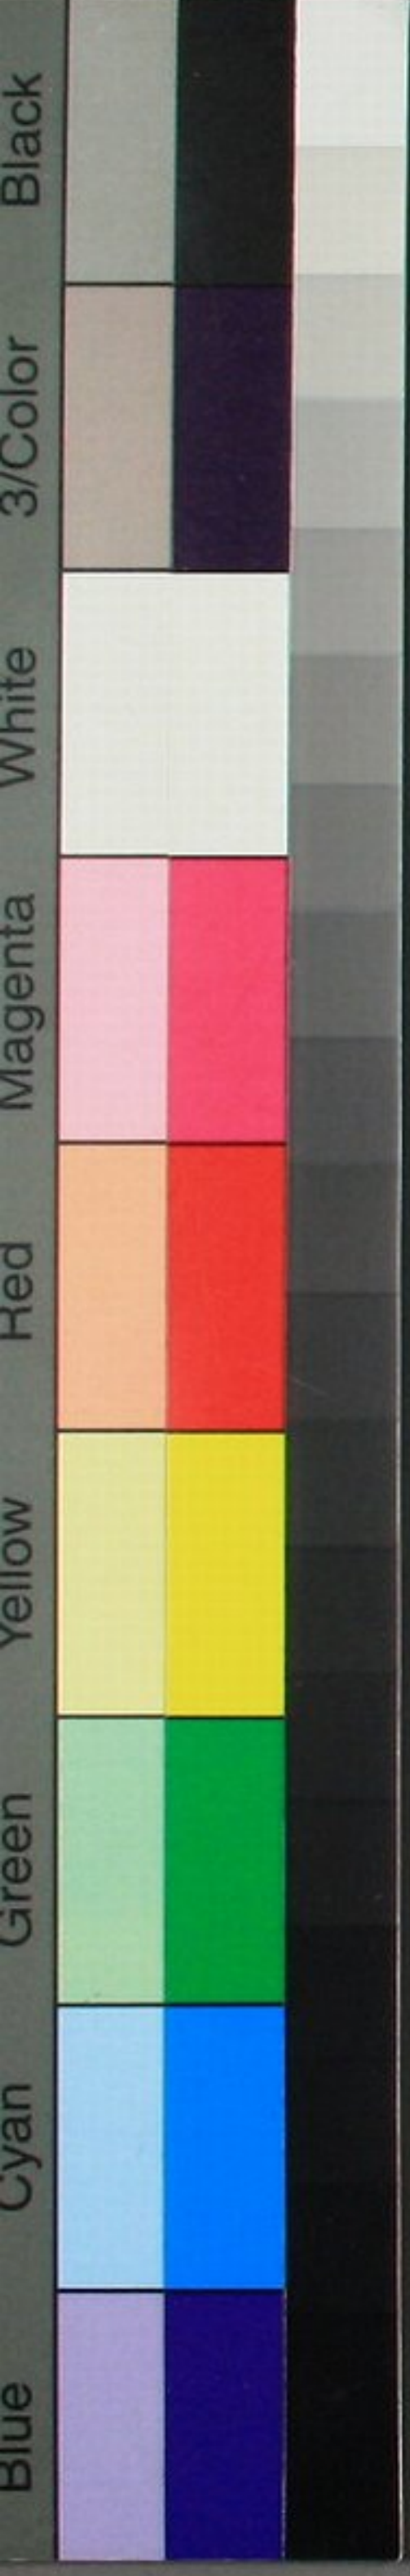 Black
3/Color
White
Magenta
Red
Yellow
Green
Cyan
Blue